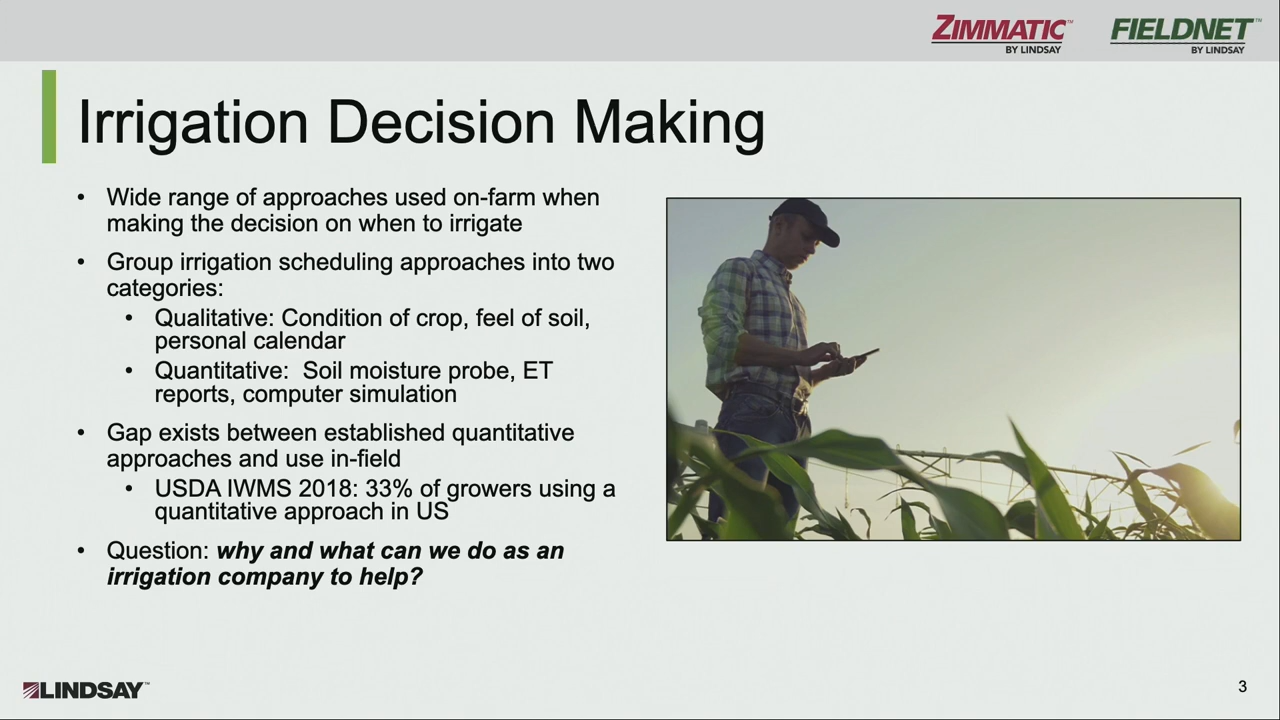 ZIMMATIC™
BY LINDSAY
FIELDNET™
BY LINDSAY
Irrigation Decision Making
• Wide range of approaches used on-farm when
making the decision on when to irrigate
• Group irrigation scheduling approaches into two
categories:
• Qualitative: Condition of crop, feel of soil,
personal calendar
• Quantitative: Soil moisture probe, ET
reports, computer simulation
• Gap exists between established quantitative
approaches and use in-field
• USDA IWMS 2018: 33% of growers using a
quantitative approach in US
• Question: why and what can we do as an
irrigation company to help?
LINDSAY™
3